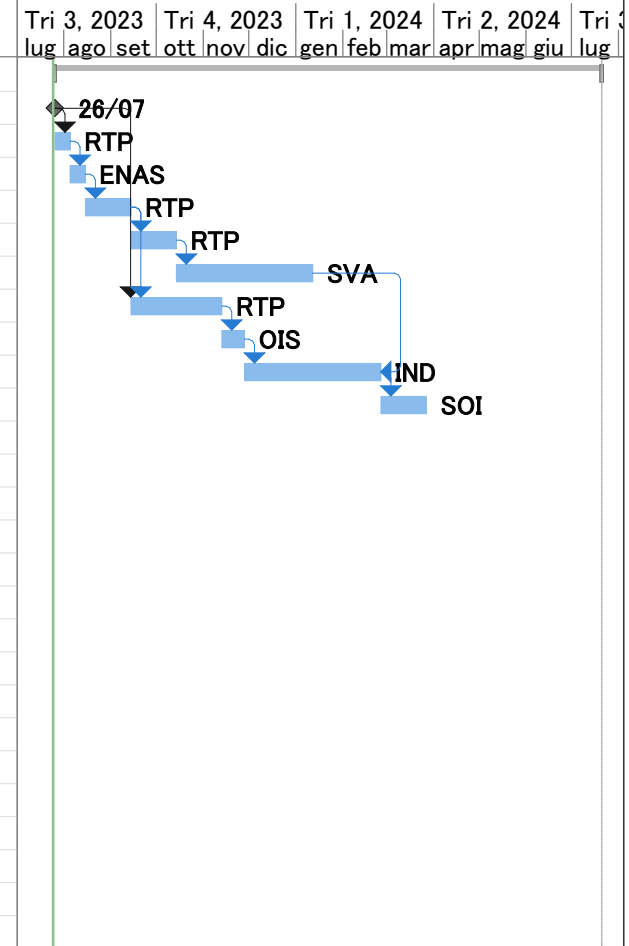 Tri 3, 2023 Tri 4, 2023 Tri 1, 2024 Tri 2, 2024 Tri
lug ago set ott nov dic gen feb mar apr mag giu lug
26/07
RTP
ENAS
RTP
RTP
SVA
RTP
OIS
IND
SOI